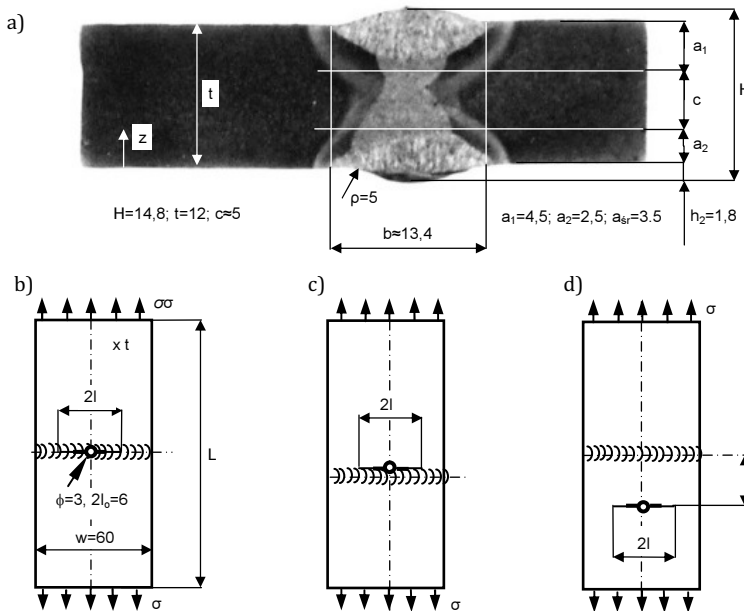 a)
t
z
a₁
c
a₂
H
ρ=5
H=14,8; t=12; c≈5
b≈13,4
a₁=4,5; a₂=2,5; aśr=3.5
h₂=1,8
b)
σσ
x t
2l
L
ϕ=3, 2lₒ=6
w=60
σ
c)
2l
d)
σ
2l
σ